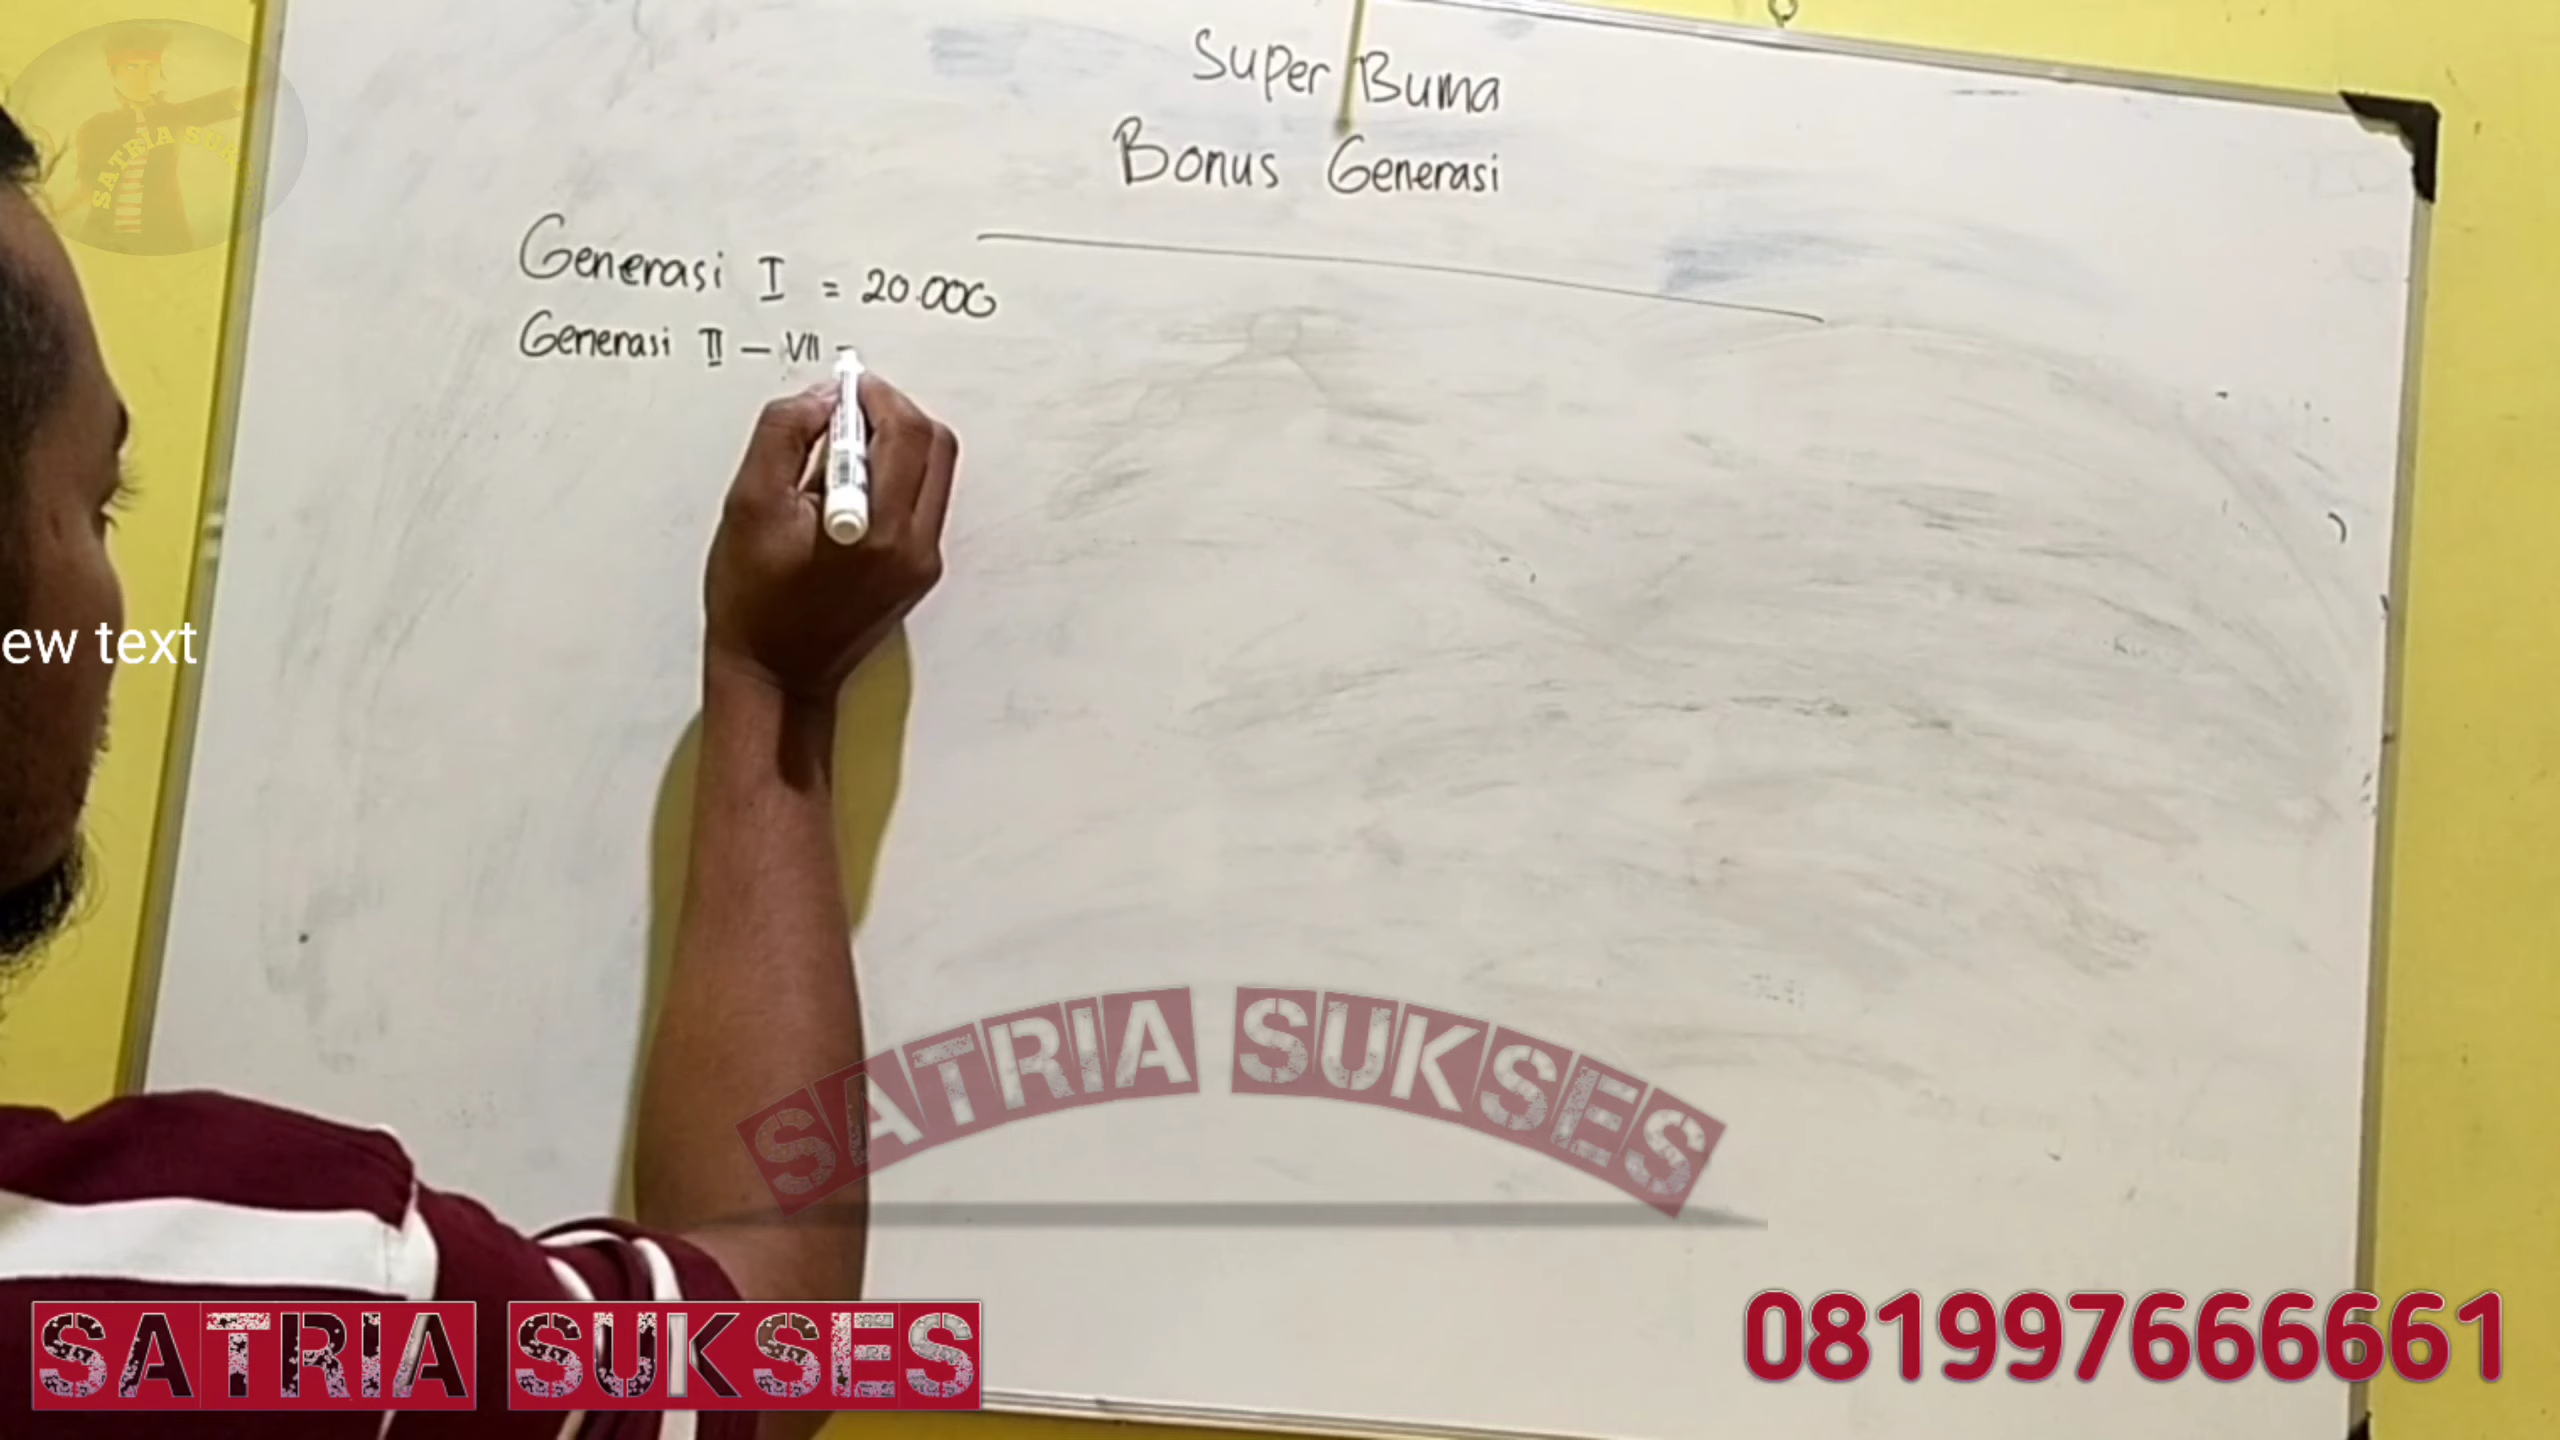 Super Buma
Bonus Generasi
Generasi I = 20.000
Generasi II – VII =
ew text
SATRIA SUKSES
SATRIA SUKSES
081997666661